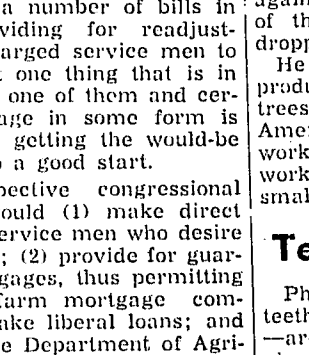 a number of bills in
viding for readjust-
arged service men to
one thing that is in
one of them and cer-
age in some form is
getting the would-be
a good start.
pective congressional
ould (1) make direct
ervice men who desire
; (2) provide for guar-
gages, thus permitting
farm mortgage com-
ake liberal loans; and
e Department of Agri-
of th
dropp
He
produ
trees
Amer
work
work
smal
Te
Ph
teeth
—ar